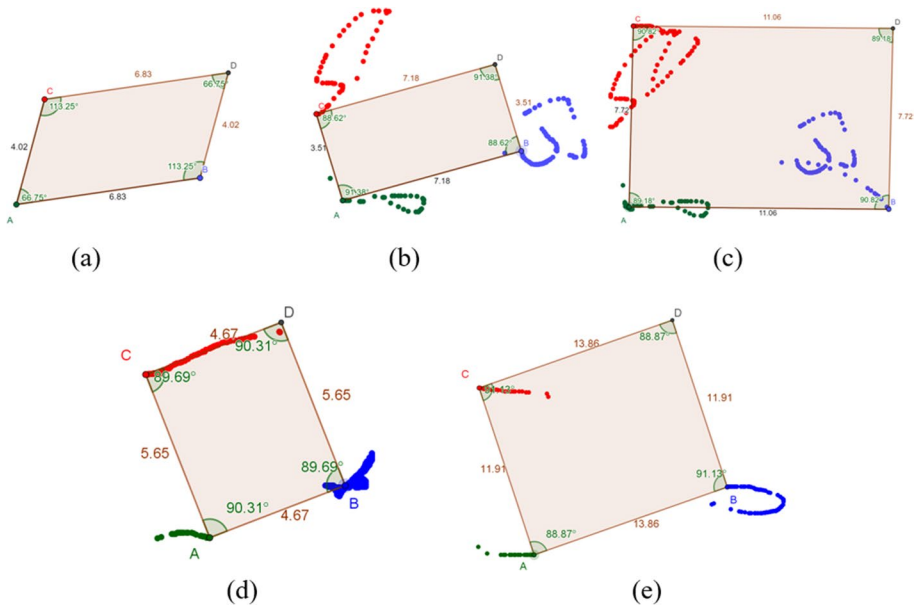 6.83
D
66.75°
C
113.25°
4.02
4.02
113.25°
B
66.75°
6.83
A
(a)
D
7.18
91.38°
C
88.62°
3.51
3.51
88.62°
B
91.38°
7.18
A
(b)
11.06
C
D
90.82°
89.18°
7.72
7.72
89.18°
90.82°
B
A
11.06
(c)
D
4.67
90.31°
C
89.69°
5.65
5.65
89.69°
90.31°
B
4.67
A
(d)
D
13.86
88.87°
C
11.91
11.91
91.13°
B
88.87°
13.86
A
(e)